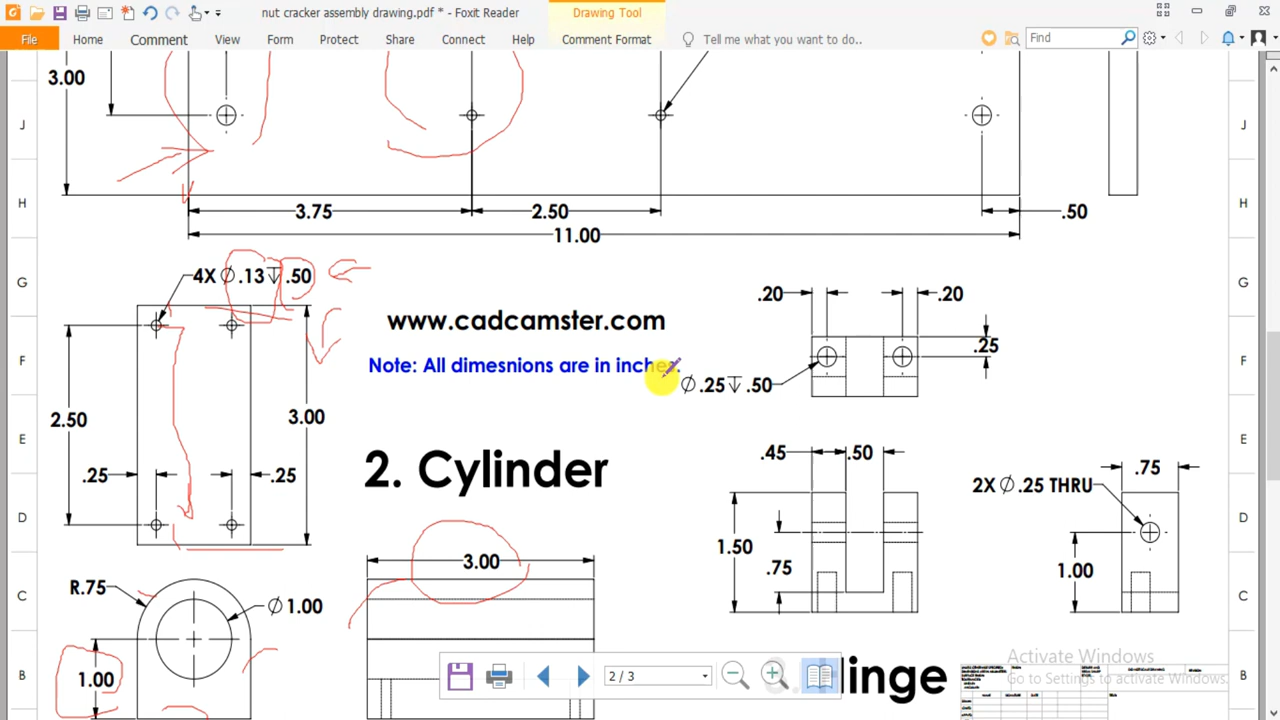 nut cracker assembly drawing.pdf * - Foxit Reader
Drawing Tool
File
Home
Comment
View
Form
Protect
Share
Connect
Help
Comment Format
Tell me what you want to do..
Find
3.00
J
J
H
H
3.75
2.50
.50
11.00
G
G
4X Ø .13 ↧ .50
.20
.20
www.cadcamster.com
.25
F
F
Note: All dimesnions are in inches.
Ø .25 ↧ .50
2.50
3.00
E
E
.45
.50
.75
2. Cylinder
.25
.25
2X Ø .25 THRU
D
D
1.50
3.00
.75
1.00
R.75
Ø 1.00
C
C
Activate Windows
Go to Settings to activate Windows.
1.00
B
B
2 / 3
linge